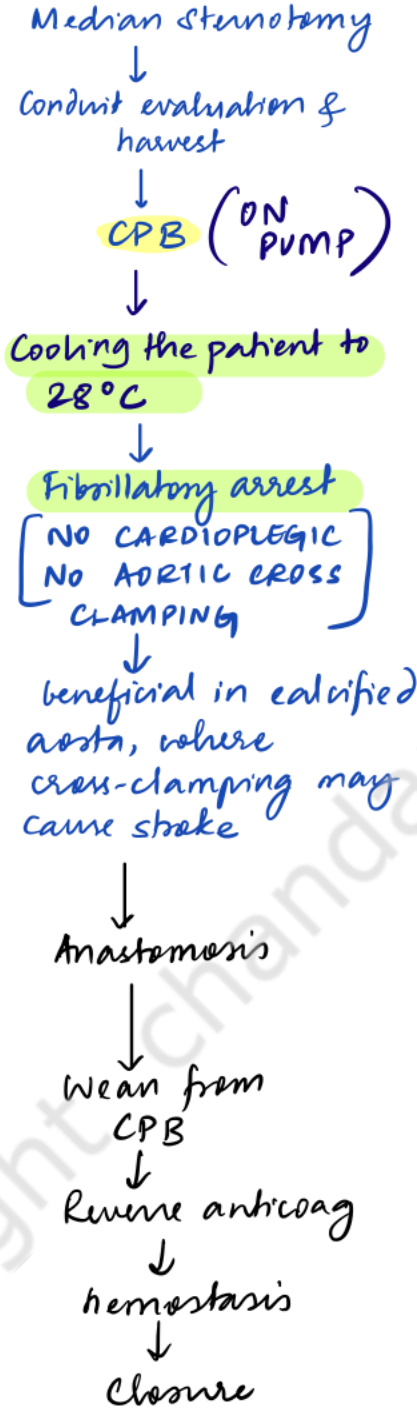 Median sternotomy
↓
Conduit evaluation &
harvest
↓
CPB (ON
PUMP)
↓
Cooling the patient to
28°C
↓
Fibrillatory arrest
[NO CARDIOPLEGIC
NO AORTIC CROSS
CLAMPING]
↓
beneficial in calcified
aorta, where
cross-clamping may
cause stroke
↓
Anastomosis
↓
Wean from
CPB
↓
Reverse anticoag
↓
hemostasis
↓
Closure